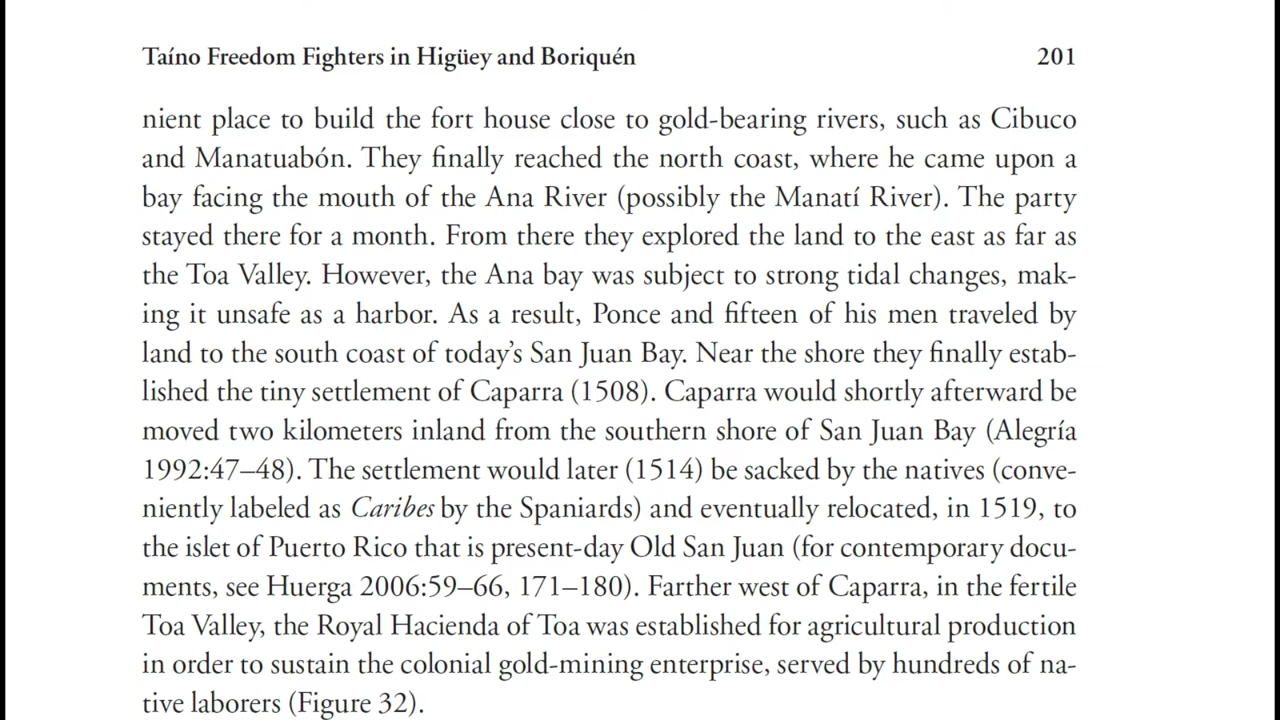 Taíno Freedom Fighters in Higüey and Boriquén 201
nient place to build the fort house close to gold-bearing rivers, such as Cibuco
and Manatuabón. They finally reached the north coast, where he came upon a
bay facing the mouth of the Ana River (possibly the Manatí River). The party
stayed there for a month. From there they explored the land to the east as far as
the Toa Valley. However, the Ana bay was subject to strong tidal changes, mak-
ing it unsafe as a harbor. As a result, Ponce and fifteen of his men traveled by
land to the south coast of today's San Juan Bay. Near the shore they finally estab-
lished the tiny settlement of Caparra (1508). Caparra would shortly afterward be
moved two kilometers inland from the southern shore of San Juan Bay (Alegría
1992:47–48). The settlement would later (1514) be sacked by the natives (conve-
niently labeled as Caribes by the Spaniards) and eventually relocated, in 1519, to
the islet of Puerto Rico that is present-day Old San Juan (for contemporary docu-
ments, see Huerga 2006:59–66, 171–180). Farther west of Caparra, in the fertile
Toa Valley, the Royal Hacienda of Toa was established for agricultural production
in order to sustain the colonial gold-mining enterprise, served by hundreds of na-
tive laborers (Figure 32).